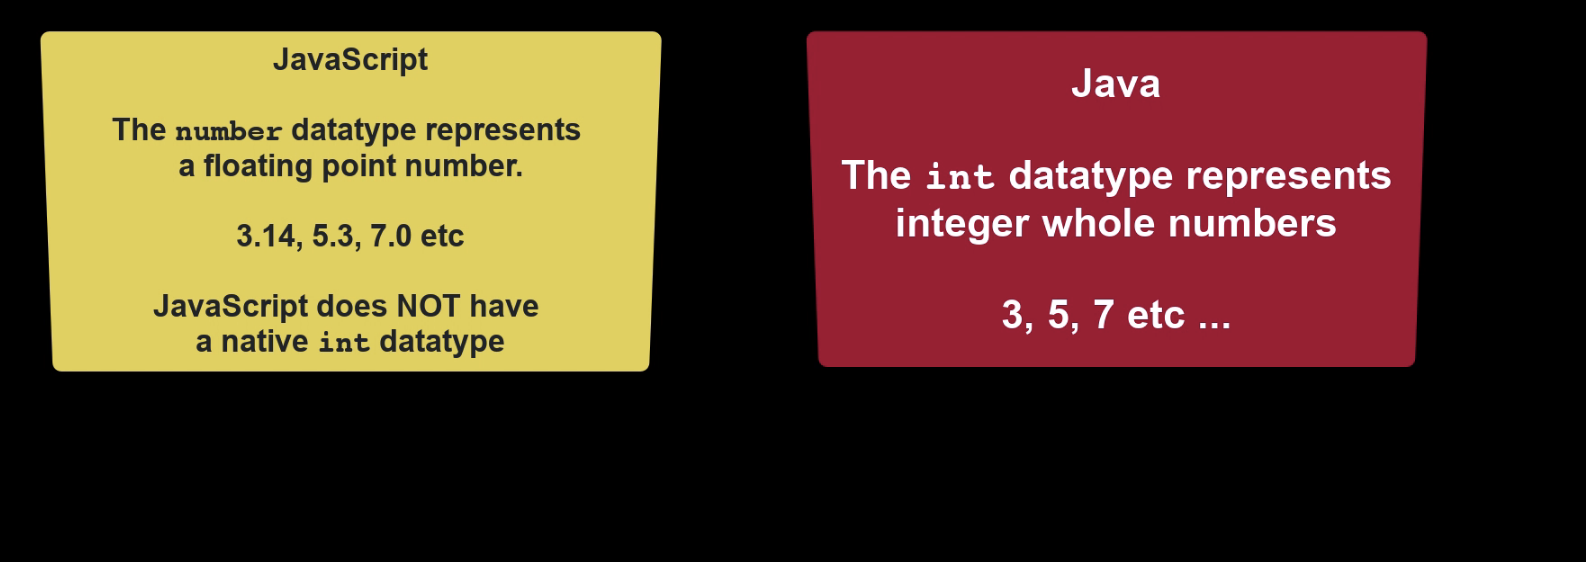 JavaScript
The number datatype represents
a floating point number.
3.14, 5.3, 7.0 etc
JavaScript does NOT have
a native int datatype
Java
The int datatype represents
integer whole numbers
3, 5, 7 etc ...